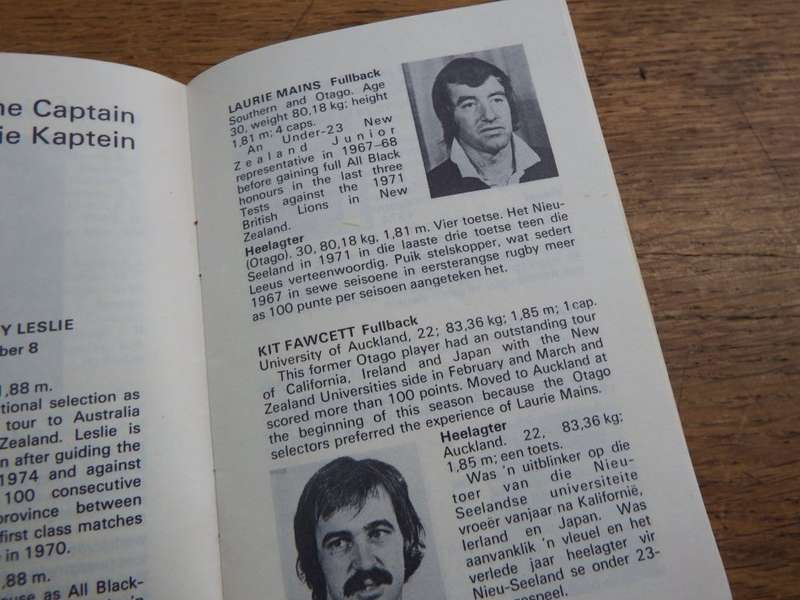 ne Captain
ie Kaptein
Y LESLIE
ber 8
1,88 m.
tional selection as
tour to Australia
Zealand. Leslie is
n after guiding the
1974 and against
100 consecutive
province between
first class matches
e in 1970.
,88 m.
use as All Black-
LAURIE MAINS Fullback
Southern and Otago. Age
30, weight 80,18 kg; height
1,81 m; 4 caps.
An Under-23 New
Zealand Junior
representative in 1967–68
before gaining full All Black
honours in the last three
Tests against the 1971
British Lions in New
Zealand.
Heelagter
(Otago). 30, 80,18 kg, 1,81 m. Vier toetse. Het Nieu-
Seeland in 1971 in die laaste drie toetse teen die
Leeus verteenwoordig. Puik stelskopper, wat sedert
1967 in sewe seisoene in eersterangse rugby meer
as 100 punte per seisoen aangeteken het.
KIT FAWCETT Fullback
University of Auckland, 22; 83,36 kg; 1,85 m; 1 cap.
This former Otago player had an outstanding tour
of California, Ireland and Japan with the New
Zealand Universities side in February and March and
scored more than 100 points. Moved to Auckland at
the beginning of this season because the Otago
selectors preferred the experience of Laurie Mains.
Heelagter
Auckland. 22, 83,36 kg;
1,85 m; een toets.
Was 'n uitblinker op die
toer van die Nieu-
Seelandse universiteite
vroeër vanjaar na Kalifornië,
Ierland en Japan. Was
aanvanklik 'n vleuel en het
verlede jaar heelagter vir
Nieu-Seeland se onder 23-